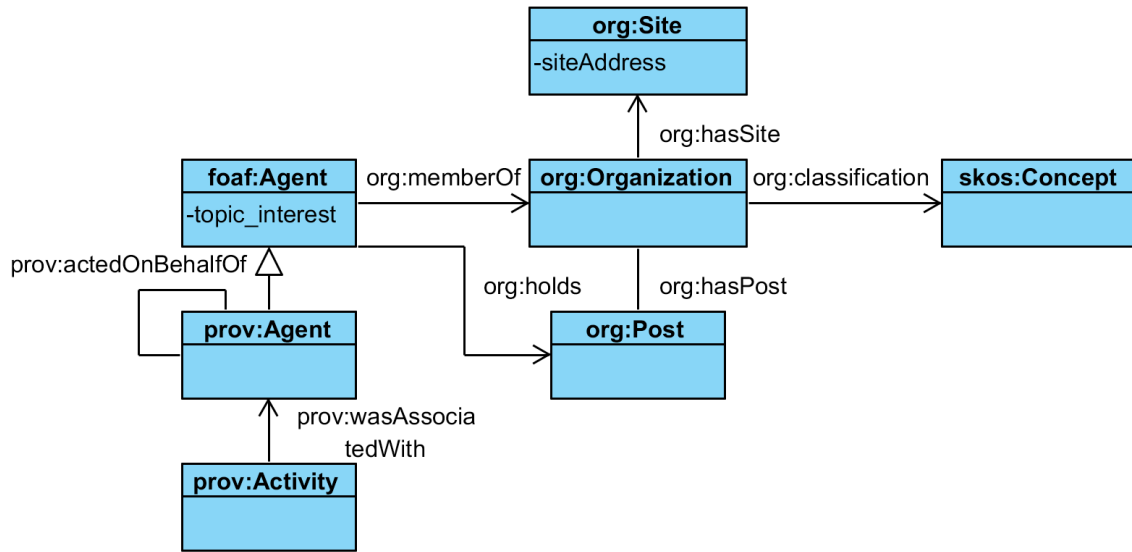 org:Site
-siteAddress
org:hasSite
foaf:Agent
-topic_interest
org:memberOf
org:Organization
org:classification
skos:Concept
prov:actedOnBehalfOf
org:holds
org:hasPost
prov:Agent
org:Post
prov:wasAssocia
tedWith
prov:Activity